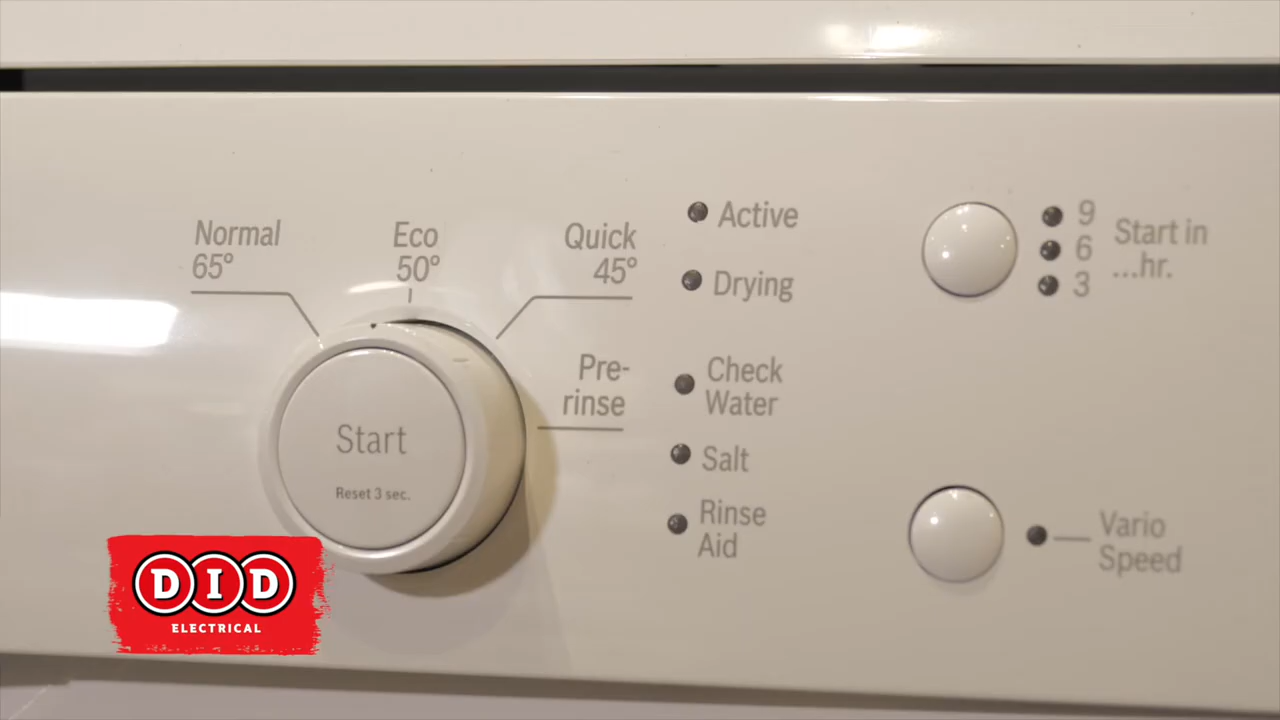 Normal
65°
Eco
50°
Quick
45°
Pre-
rinse
Start
Reset 3 sec.
Active
Drying
Check
Water
Salt
Rinse
Aid
9
6
3
Start in
...hr.
Vario
Speed
DID
ELECTRICAL